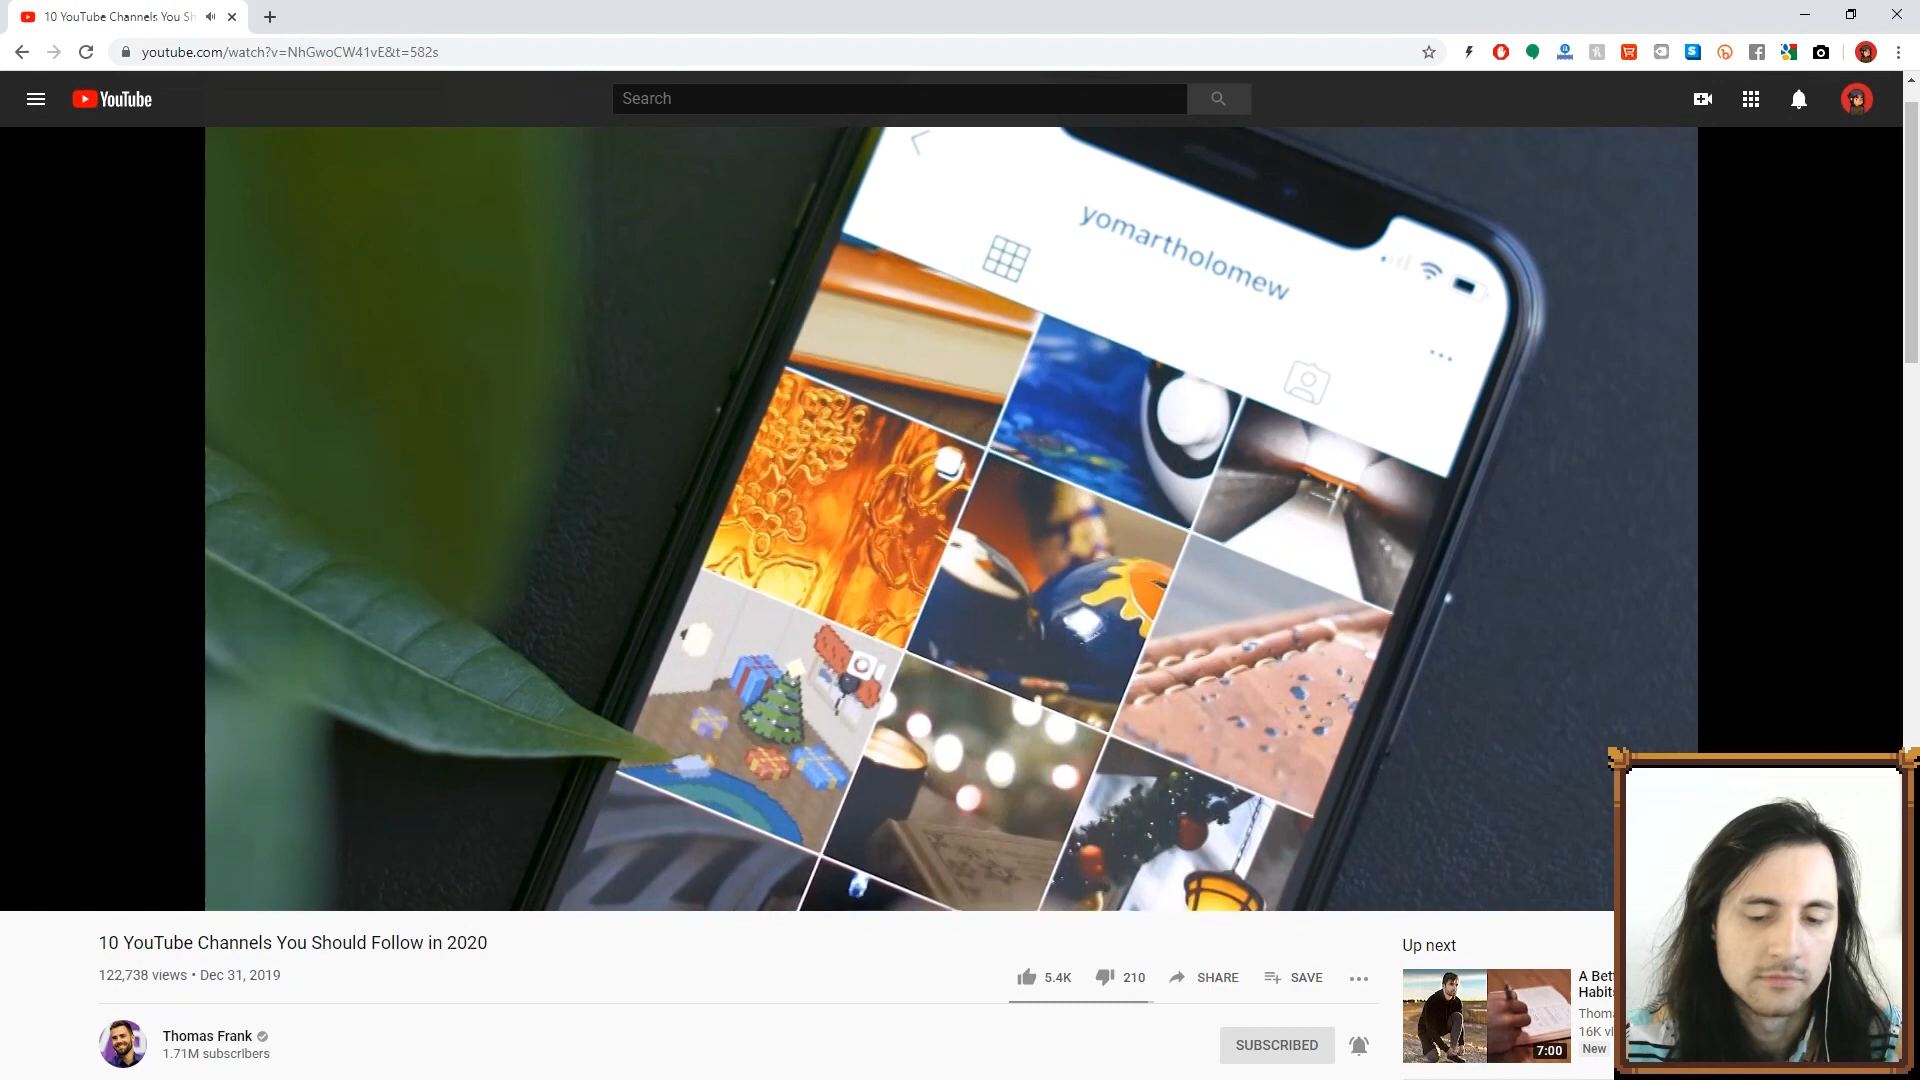 10 YouTube Channels You Sh
youtube.com/watch?v=NhGwoCW41vE&t=582s
YouTube
Search
yomartholomew
10 YouTube Channels You Should Follow in 2020
122,738 views • Dec 31, 2019
5.4K
210
SHARE
SAVE
Thomas Frank
1.71M subscribers
SUBSCRIBED
Up next
A Bet
Habit
Thoma
16K vi
New
7:00